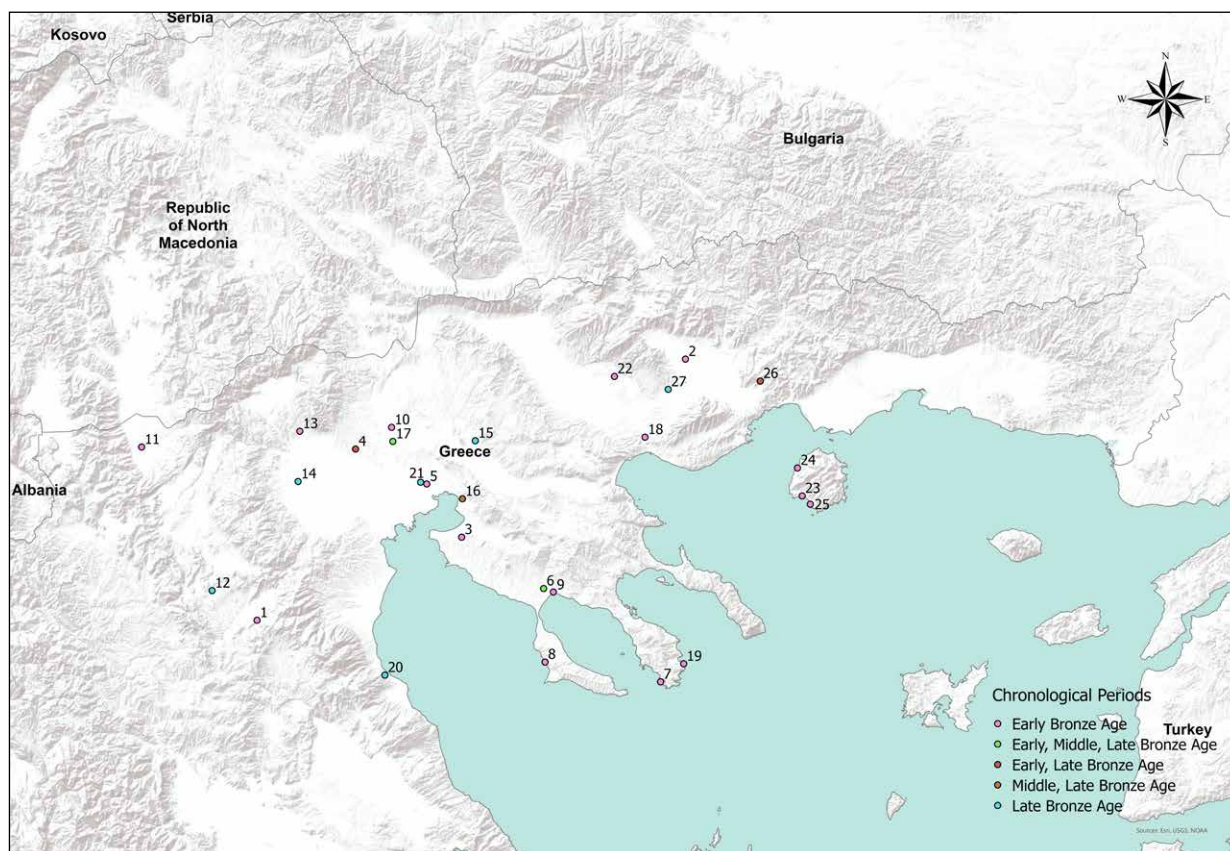 Serbia
Kosovo
N
W E
S
Bulgaria
Republic
of North
Macedonia
2
22
26
27
10
13
17
15
18
11
4
Greece
24
14
21
5
Albania
16
23
25
3
12
6
9
1
8
19
20
7
Chronological Periods
Early Bronze Age
Turkey
Early, Middle, Late Bronze Age
Early, Late Bronze Age
Middle, Late Bronze Age
Late Bronze Age
Sources: Esri, USGS, NOAA